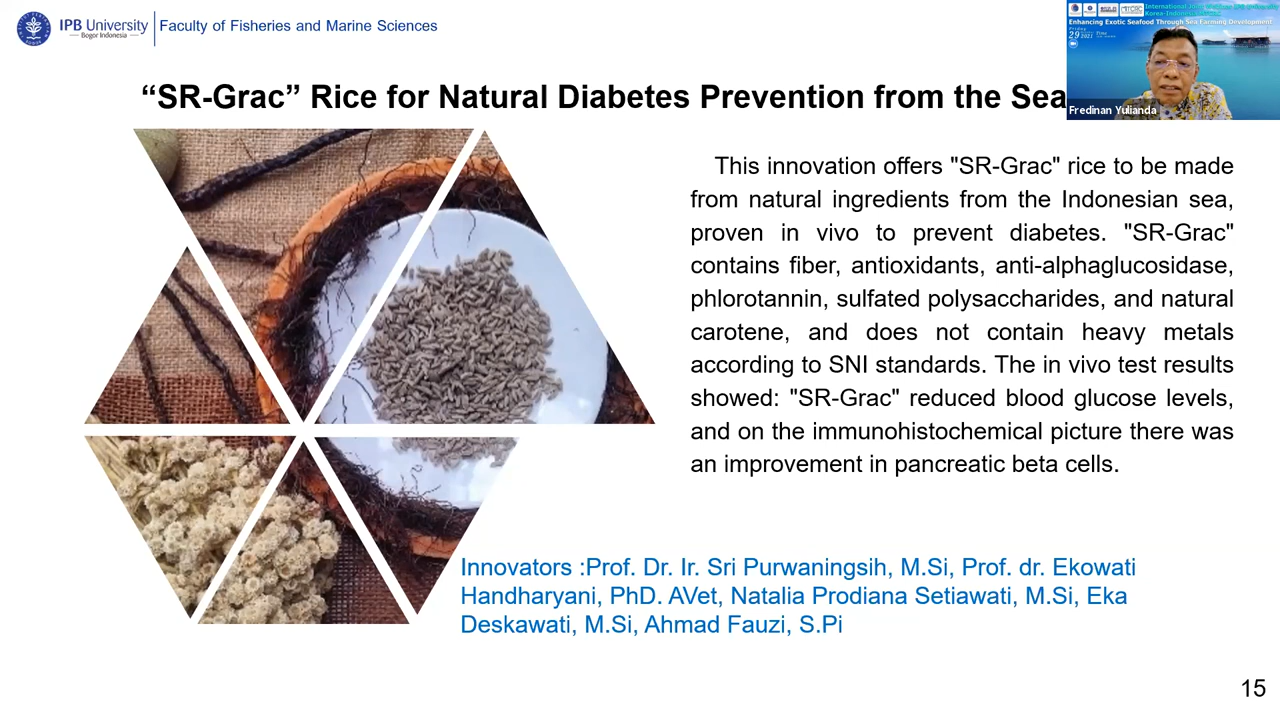 IPB University
Bogor Indonesia
Faculty of Fisheries and Marine Sciences
Enhancing Exotic Seafood Through Sea Farming Development
29
2021
Fredinan Yulianda
“SR-Grac” Rice for Natural Diabetes Prevention from the Sea
This innovation offers "SR-Grac" rice to be made
from natural ingredients from the Indonesian sea,
proven in vivo to prevent diabetes. "SR-Grac"
contains fiber, antioxidants, anti-alphaglucosidase,
phlorotannin, sulfated polysaccharides, and natural
carotene, and does not contain heavy metals
according to SNI standards. The in vivo test results
showed: "SR-Grac" reduced blood glucose levels,
and on the immunohistochemical picture there was
an improvement in pancreatic beta cells.
Innovators :Prof. Dr. Ir. Sri Purwaningsih, M.Si, Prof. dr. Ekowati
Handharyani, PhD. AVet, Natalia Prodiana Setiawati, M.Si, Eka
Deskawati, M.Si, Ahmad Fauzi, S.Pi
15